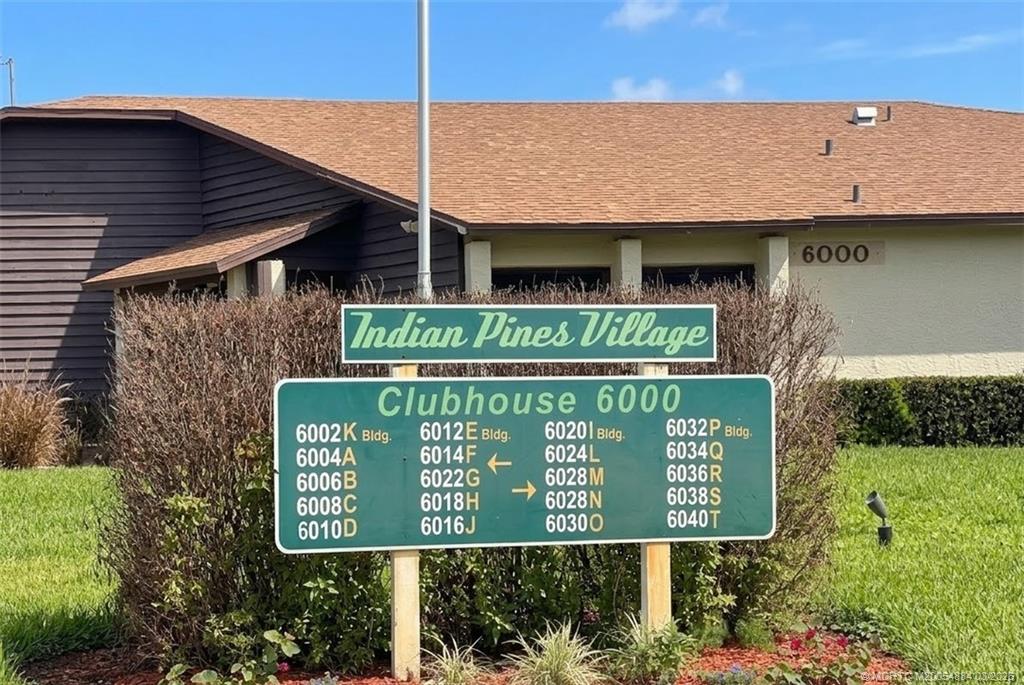 6000
Indian Pines Village
Clubhouse 6000
6002K Bldg. 6012E Bldg. 6020I Bldg. 6032P Bldg.
6004A 6014F 6024L 6034Q
6006B 6022G 6028M 6036R
6008C 6018H 6028N 6038S
6010D 6016J 6030O 6040T